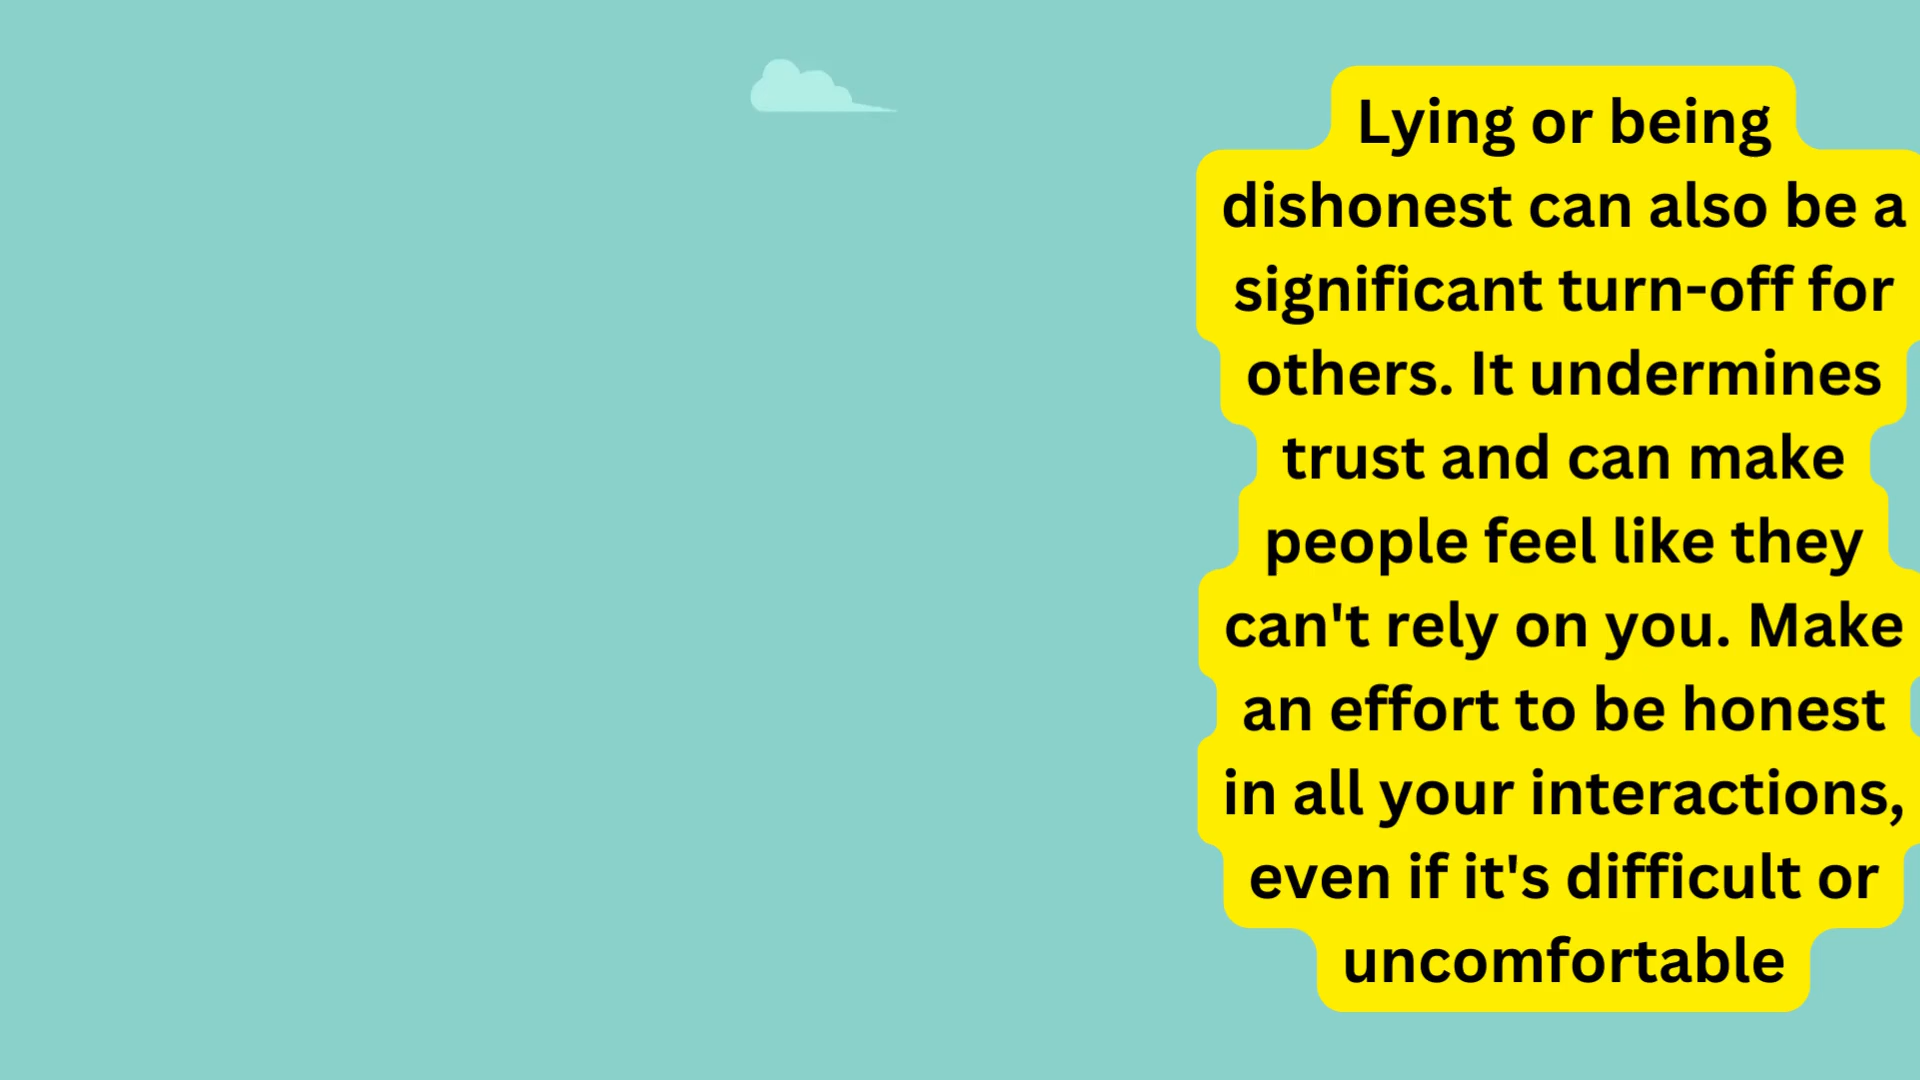 Lying or being
dishonest can also be a
significant turn-off for
others. It undermines
trust and can make
people feel like they
can't rely on you. Make
an effort to be honest
in all your interactions,
even if it's difficult or
uncomfortable